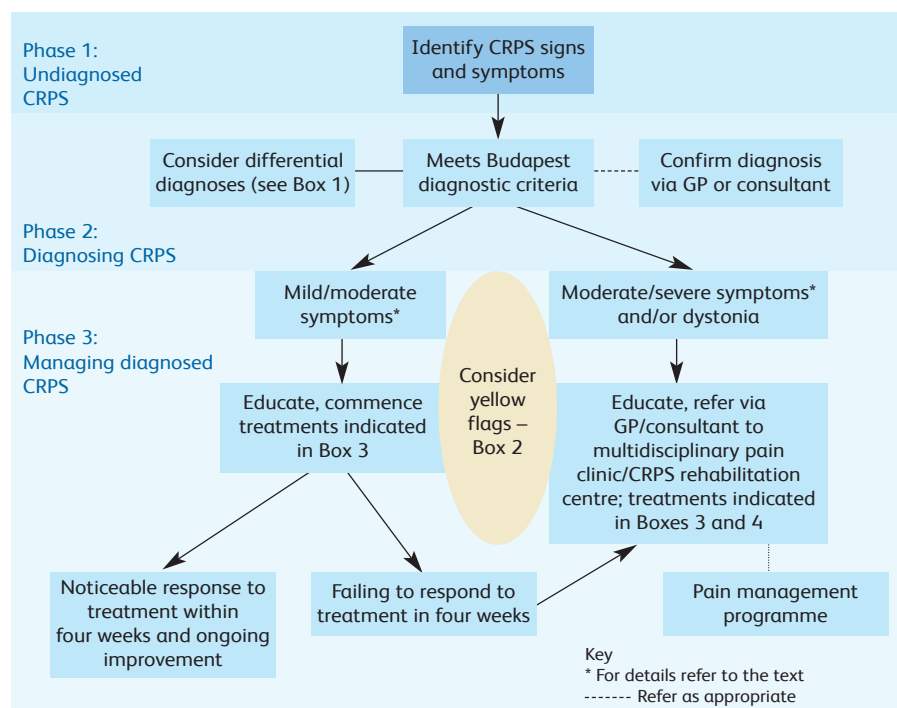 Phase 1:
Undiagnosed
CRPS
Identify CRPS signs
and symptoms
Consider differential
diagnoses (see Box 1)
Meets Budapest
diagnostic criteria
Confirm diagnosis
via GP or consultant
Phase 2:
Diagnosing CRPS
Mild/moderate
symptoms*
Moderate/severe symptoms*
and/or dystonia
Phase 3:
Managing diagnosed
CRPS
Consider
yellow
flags –
Box 2
Educate, commence
treatments indicated
in Box 3
Educate, refer via
GP/consultant to
multidisciplinary pain
clinic/CRPS rehabilitation
centre; treatments indicated
in Boxes 3 and 4
Noticeable response to
treatment within
four weeks and ongoing
improvement
Failing to respond to
treatment in four weeks
Pain management
programme
Key
* For details refer to the text
------- Refer as appropriate